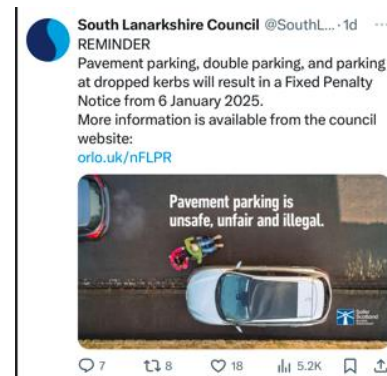 South Lanarkshire Council @SouthL... · 1d ...
REMINDER
Pavement parking, double parking, and parking
at dropped kerbs will result in a Fixed Penalty
Notice from 6 January 2025.
More information is available from the council
website:
orlo.uk/nFLPR
Pavement parking is
unsafe, unfair and illegal.
Safer
Scotland
7 8 18 5.2K